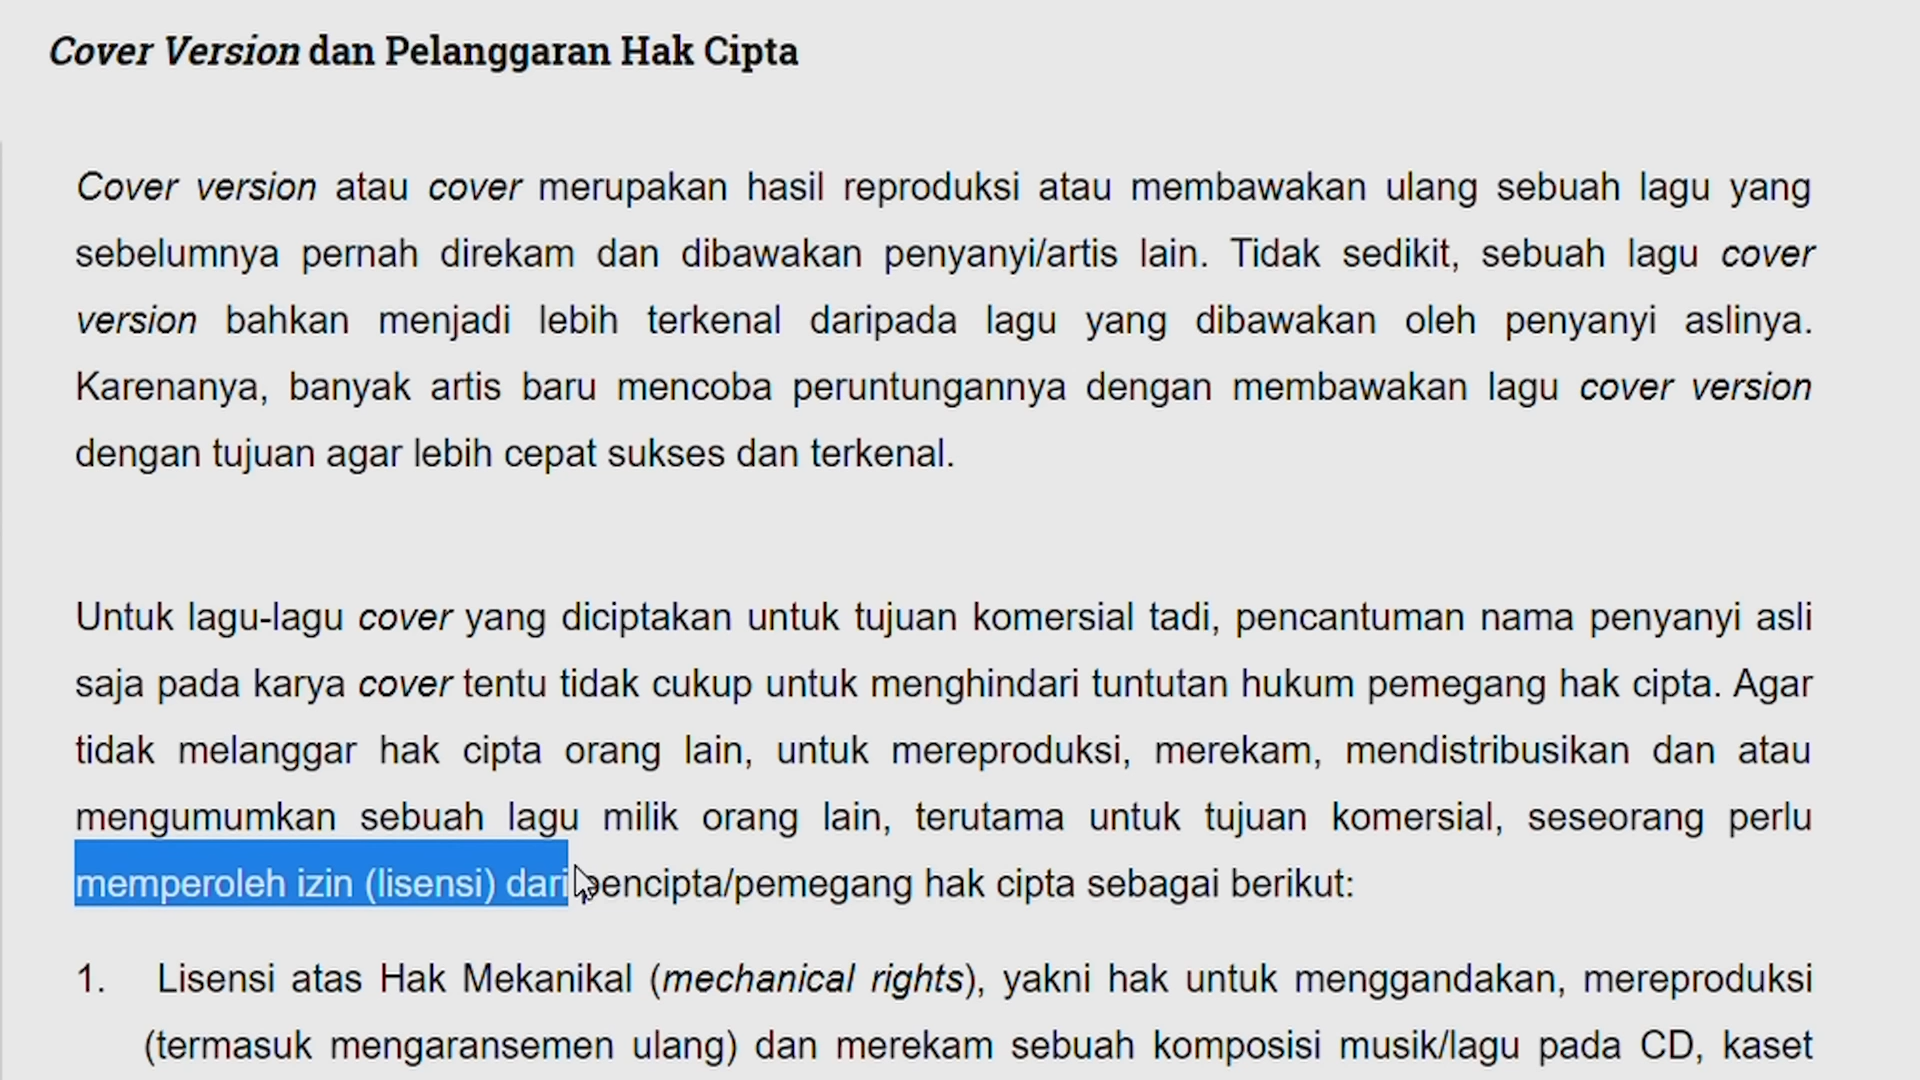 Cover Version dan Pelanggaran Hak Cipta
Cover version atau cover merupakan hasil reproduksi atau membawakan ulang sebuah lagu yang
sebelumnya pernah direkam dan dibawakan penyanyi/artis lain. Tidak sedikit, sebuah lagu cover
version bahkan menjadi lebih terkenal daripada lagu yang dibawakan oleh penyanyi aslinya.
Karenanya, banyak artis baru mencoba peruntungannya dengan membawakan lagu cover version
dengan tujuan agar lebih cepat sukses dan terkenal.
Untuk lagu-lagu cover yang diciptakan untuk tujuan komersial tadi, pencantuman nama penyanyi asli
saja pada karya cover tentu tidak cukup untuk menghindari tuntutan hukum pemegang hak cipta. Agar
tidak melanggar hak cipta orang lain, untuk mereproduksi, merekam, mendistribusikan dan atau
mengumumkan sebuah lagu milik orang lain, terutama untuk tujuan komersial, seseorang perlu
memperoleh izin (lisensi) dari pencipta/pemegang hak cipta sebagai berikut:
1. Lisensi atas Hak Mekanikal (mechanical rights), yakni hak untuk menggandakan, mereproduksi
(termasuk mengaransemen ulang) dan merekam sebuah komposisi musik/lagu pada CD, kaset